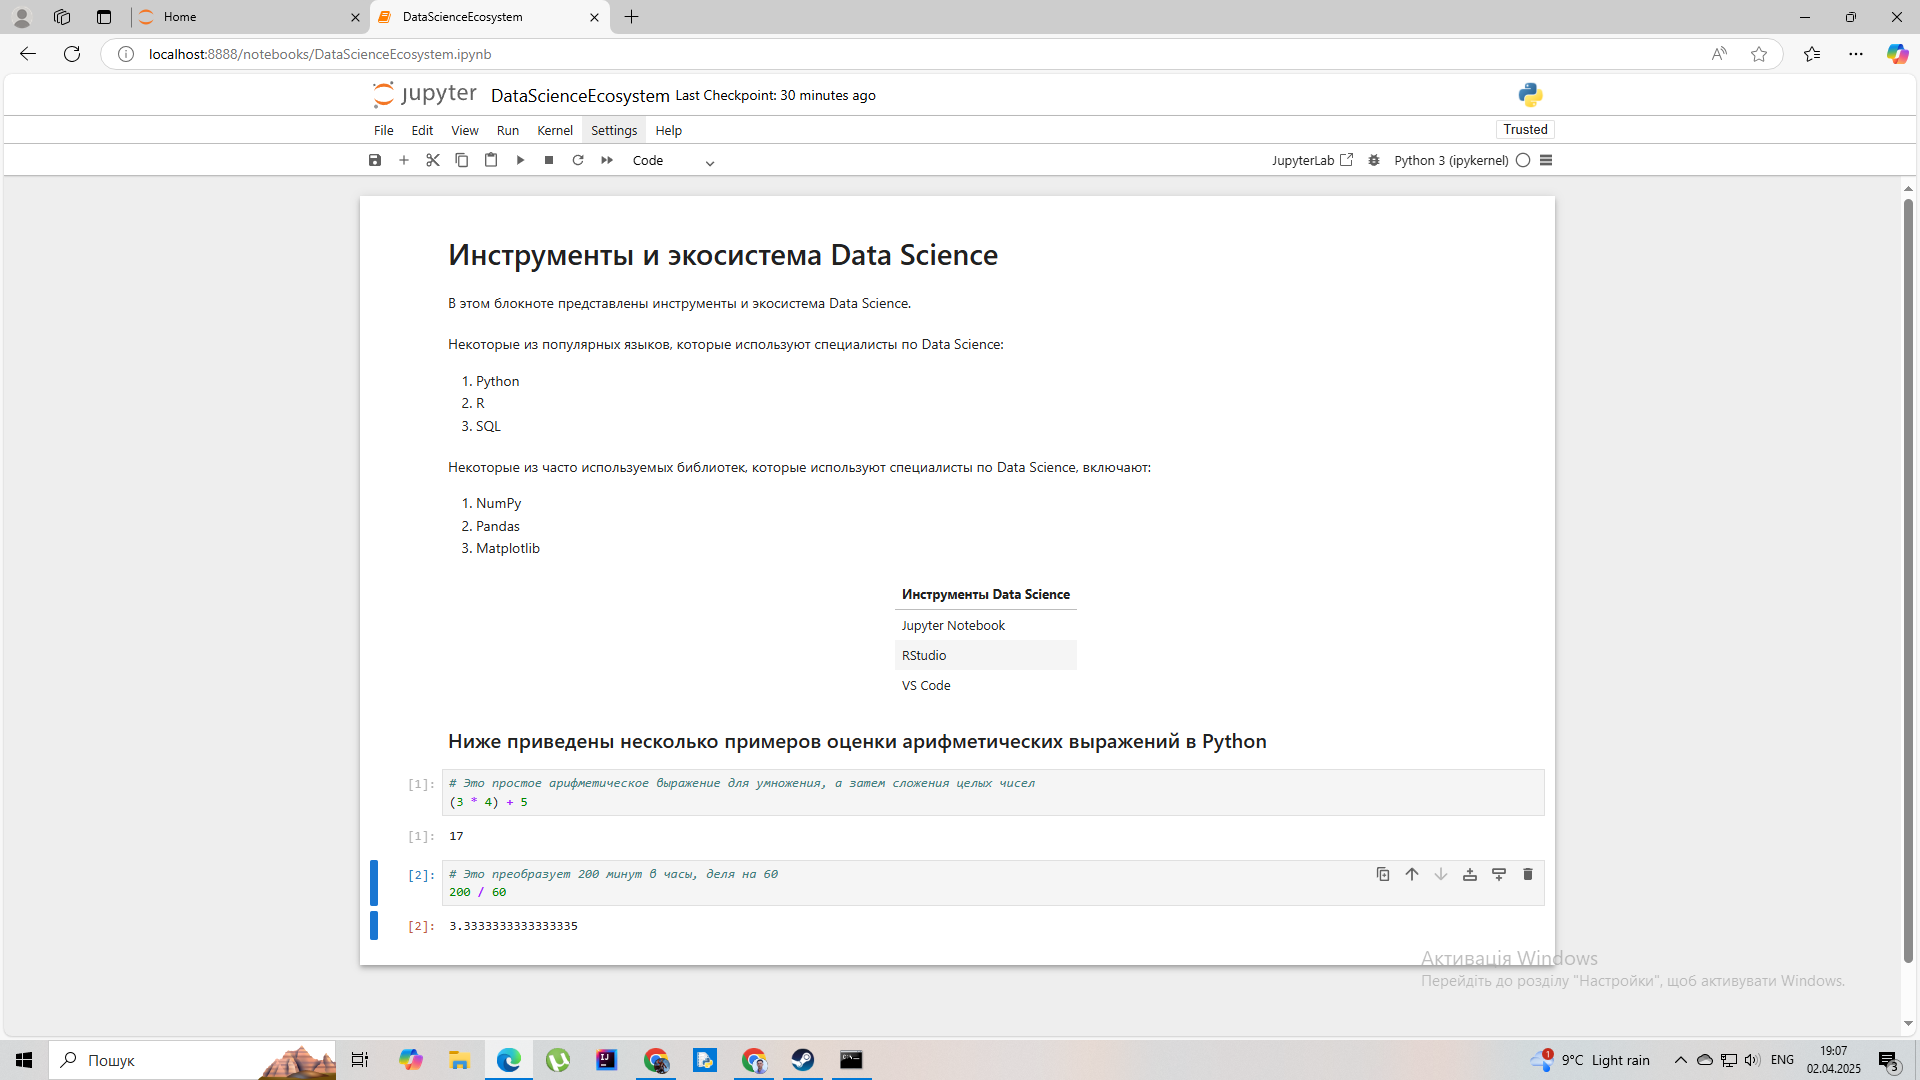 Home
DataScienceEcosystem
localhost:8888/notebooks/DataScienceEcosystem.ipynb
jupyter DataScienceEcosystem Last Checkpoint: 30 minutes ago
File Edit View Run Kernel Settings Help
Trusted
Code
JupyterLab
Python 3 (ipykernel)
Инструменты и экосистема Data Science
В этом блокноте представлены инструменты и экосистема Data Science.
Некоторые из популярных языков, которые используют специалисты по Data Science:
1. Python
2. R
3. SQL
Некоторые из часто используемых библиотек, которые используют специалисты по Data Science, включают:
1. NumPy
2. Pandas
3. Matplotlib
Инструменты Data Science
Jupyter Notebook
RStudio
VS Code
Ниже приведены несколько примеров оценки арифметических выражений в Python
[1]: # Это простое арифметическое выражение для умножения, а затем сложения целых чисел
(3 * 4) + 5
[1]: 17
[2]: # Это преобразует 200 минут в часы, деля на 60
200 / 60
[2]: 3.3333333333333335
Активація Windows
Перейдіть до розділу "Настройки", щоб активувати Windows.
Пошук
1
9°C Light rain
ENG
19:07
02.04.2025
3